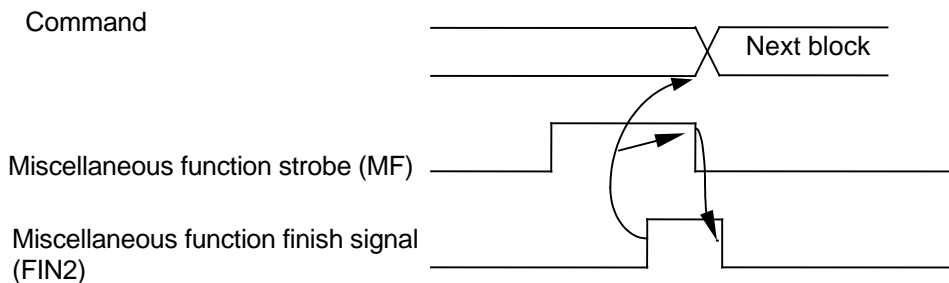 Command
Next block
Miscellaneous function strobe (MF)
Miscellaneous function finish signal
(FIN2)